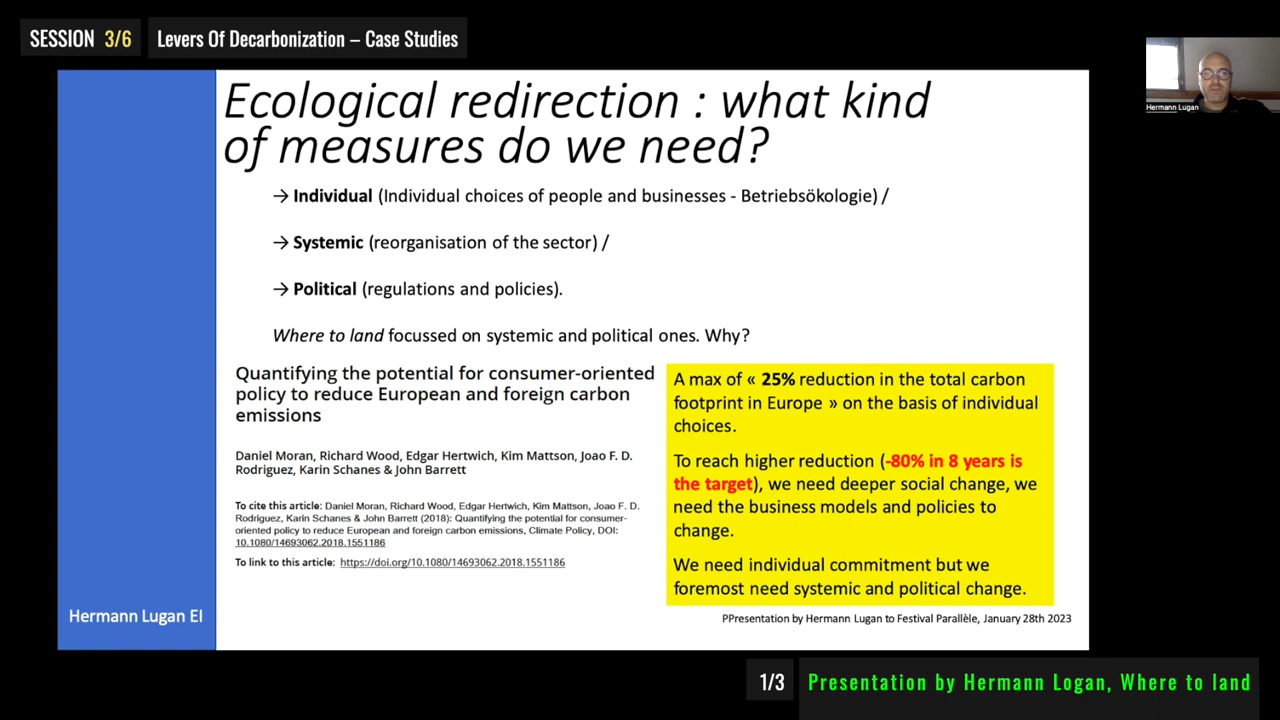 SESSION 3/6
Levers Of Decarbonization – Case Studies
Hermann Lugan
Ecological redirection : what kind
of measures do we need?
→ Individual (Individual choices of people and businesses - Betriebsökologie) /
→ Systemic (reorganisation of the sector) /
→ Political (regulations and policies).
Where to land focussed on systemic and political ones. Why?
Quantifying the potential for consumer-oriented
policy to reduce European and foreign carbon
emissions
Daniel Moran, Richard Wood, Edgar Hertwich, Kim Mattson, Joao F. D.
Rodriguez, Karin Schanes & John Barrett
To cite this article: Daniel Moran, Richard Wood, Edgar Hertwich, Kim Mattson, Joao F. D.
Rodriguez, Karin Schanes & John Barrett (2018): Quantifying the potential for consumer-
oriented policy to reduce European and foreign carbon emissions, Climate Policy, DOI:
10.1080/14693062.2018.1551186
To link to this article: https://doi.org/10.1080/14693062.2018.1551186
A max of « 25% reduction in the total carbon
footprint in Europe » on the basis of individual
choices.
To reach higher reduction (-80% in 8 years is
the target), we need deeper social change, we
need the business models and policies to
change.
We need individual commitment but we
foremost need systemic and political change.
Hermann Lugan EI
PPresentation by Hermann Lugan to Festival Parallèle, January 28th 2023
1/3
Presentation by Hermann Logan, Where to land